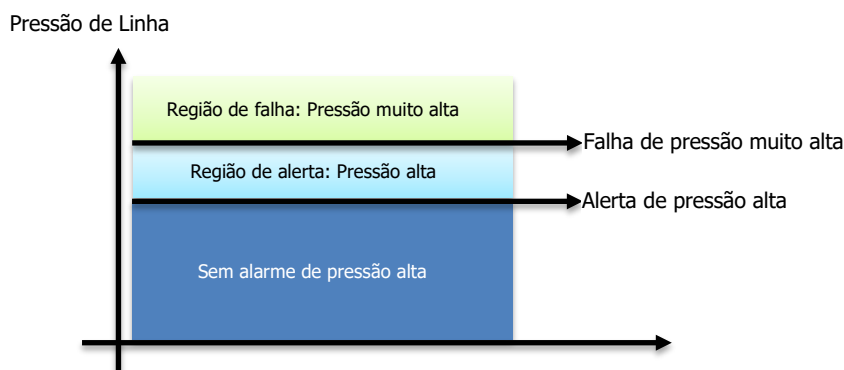 Pressão de Linha
Região de falha: Pressão muito alta
Falha de pressão muito alta
Região de alerta: Pressão alta
Alerta de pressão alta
Sem alarme de pressão alta